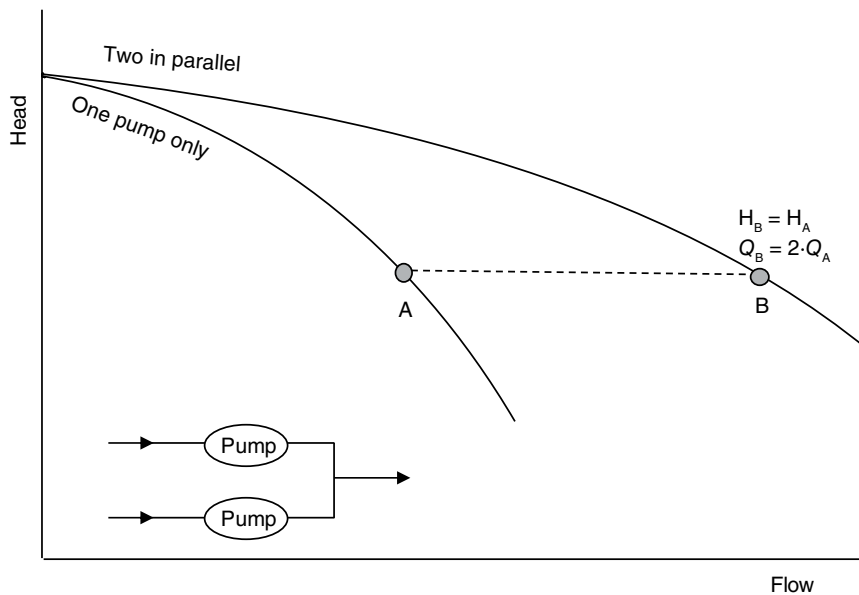 Two in parallel
One pump only
Head
H_B = H_A
Q_B = 2·Q_A
A
B
Pump
Pump
Flow